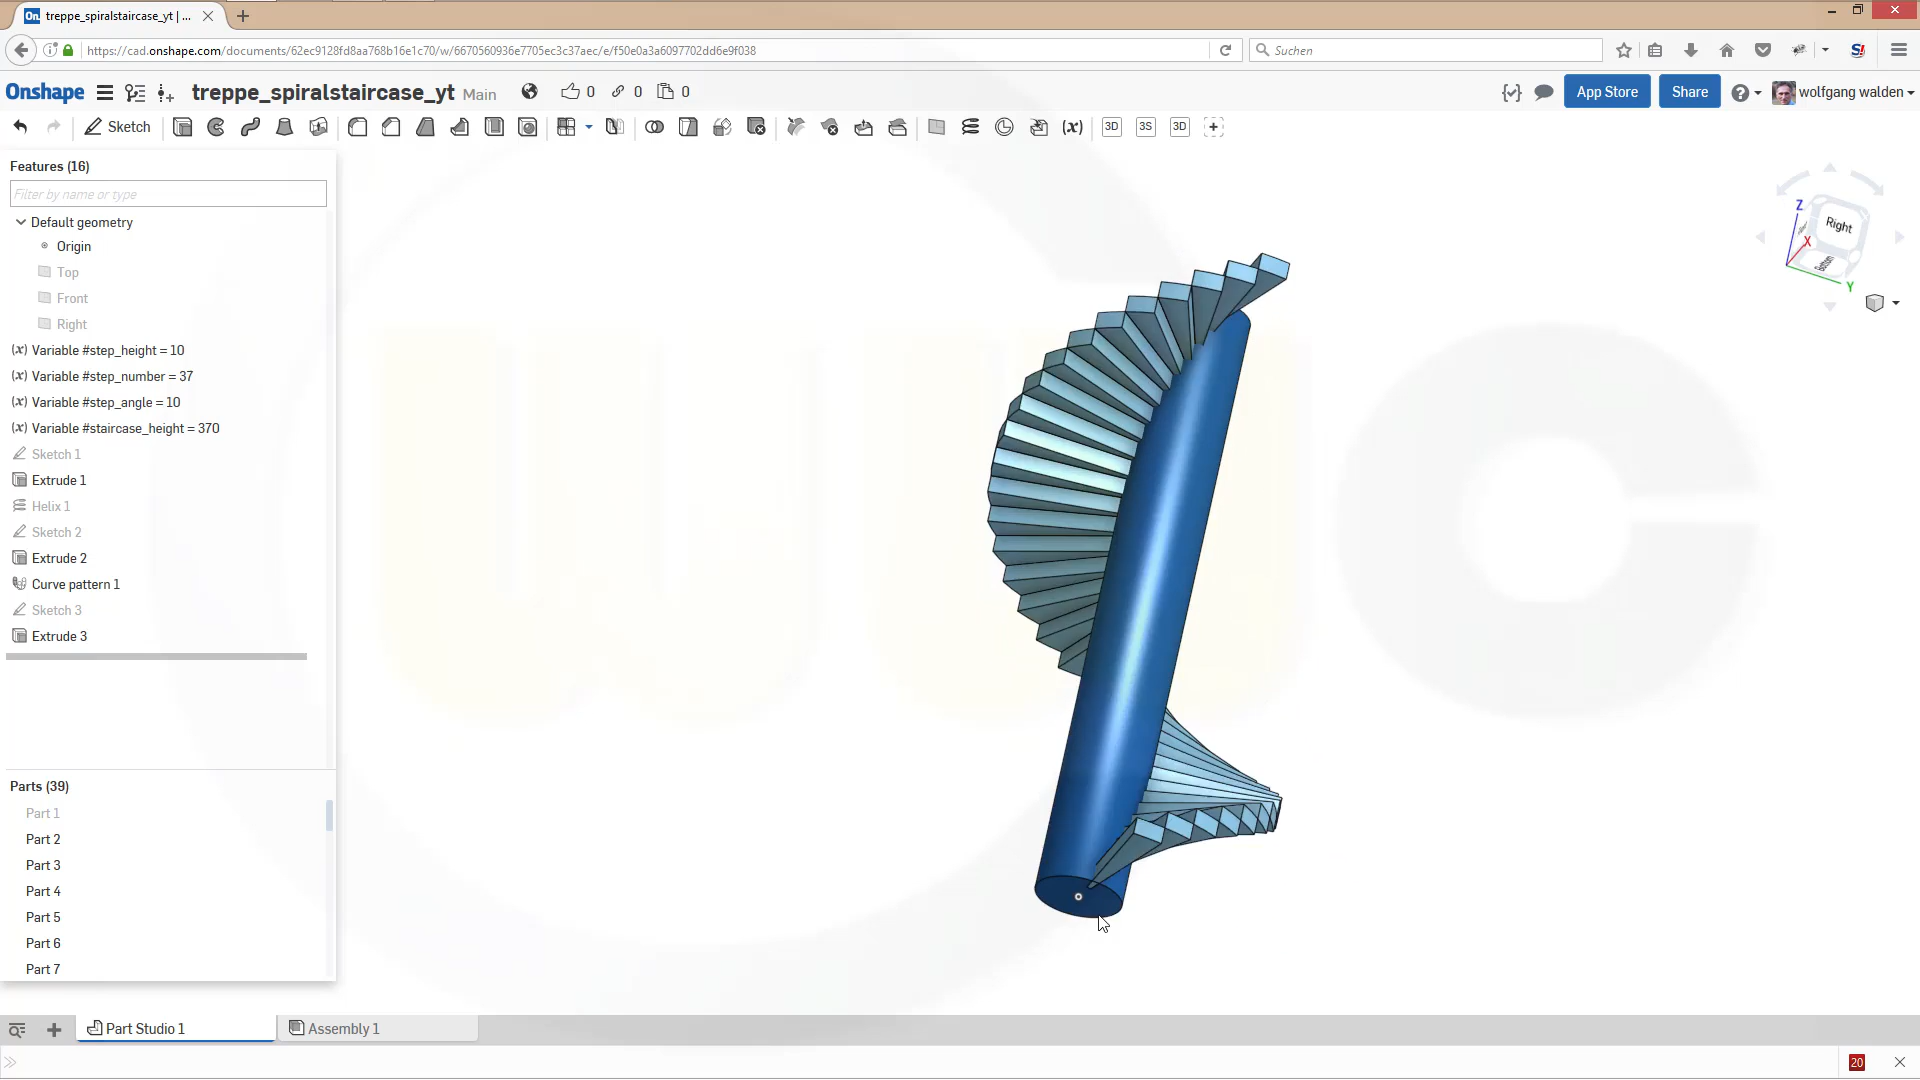 treppe_spiralstaircase_yt | ...
https://cad.onshape.com/documents/62ec9128fd8aa768b16e1c70/w/6670560936e7705ec3c37aec/e/f50e0a3a6097702dd6e9f038
Suchen
Onshape
treppe_spiralstaircase_yt Main
0
0
0
App Store
Share
wolfgang walden
Sketch
(x)
3D
3S
3D
Features (16)
Filter by name or type
Default geometry
Origin
Top
Front
Right
(x) Variable #step_height = 10
(x) Variable #step_number = 37
(x) Variable #step_angle = 10
(x) Variable #staircase_height = 370
Sketch 1
Extrude 1
Helix 1
Sketch 2
Extrude 2
Curve pattern 1
Sketch 3
Extrude 3
Parts (39)
Part 1
Part 2
Part 3
Part 4
Part 5
Part 6
Part 7
Z
Right
X
Bottom
Y
Part Studio 1
Assembly 1
20